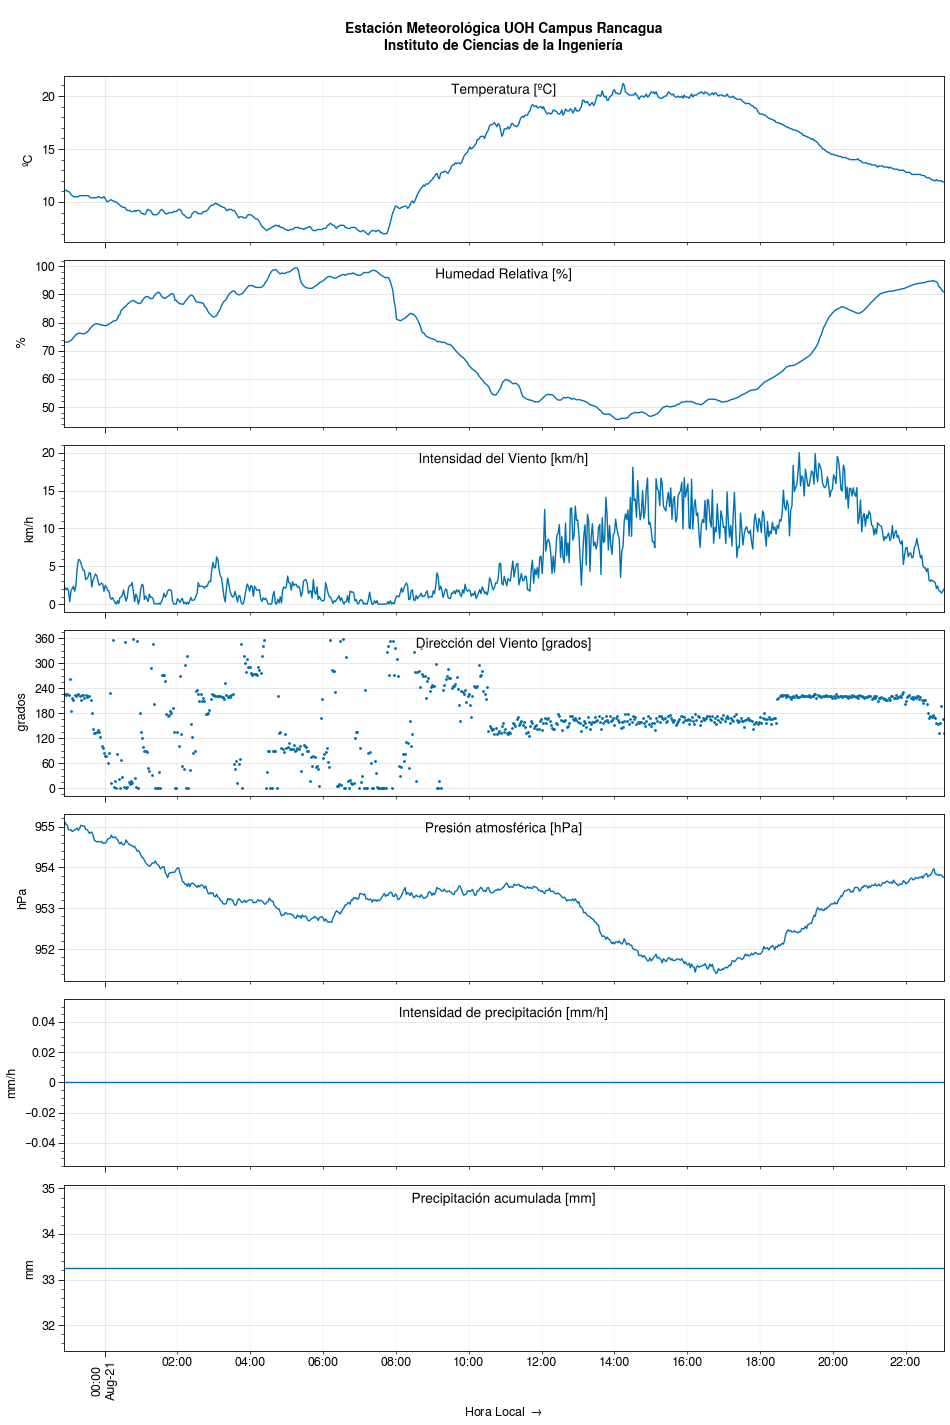 Estación Meteorológica UOH Campus Rancagua
Instituto de Ciencias de la Ingeniería
Temperatura [ºC]
ºC
20
15
10
Humedad Relativa [%]
%
100
90
80
70
60
50
Intensidad del Viento [km/h]
km/h
20
15
10
5
0
Dirección del Viento [grados]
grados
360
300
240
180
120
60
0
Presión atmosférica [hPa]
hPa
955
954
953
952
Intensidad de precipitación [mm/h]
mm/h
0.04
0.02
0
−0.02
−0.04
Precipitación acumulada [mm]
mm
35
34
33
32
00:00
Aug-21
02:00
04:00
06:00
08:00
10:00
12:00
14:00
16:00
18:00
20:00
22:00
Hora Local →